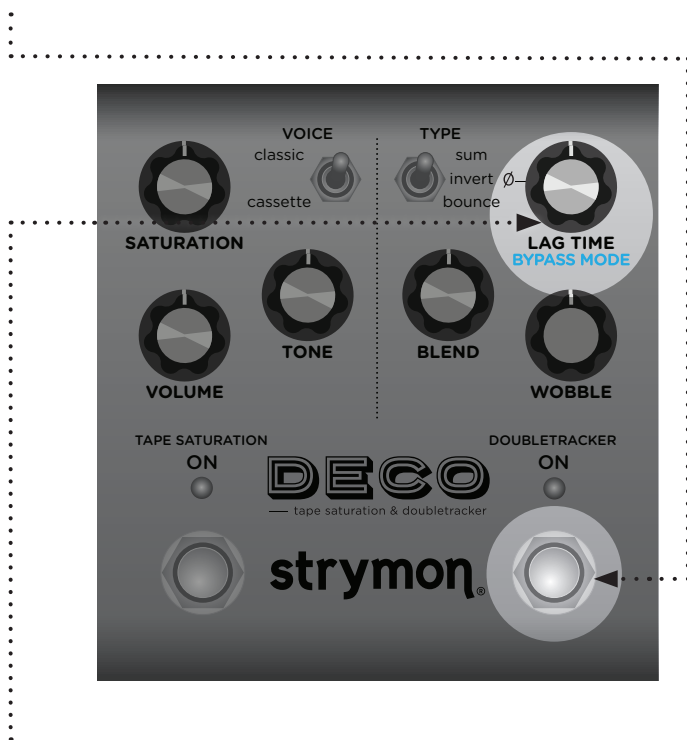 VOICE
classic
cassette
TYPE
sum
invert Ø
bounce
SATURATION
LAG TIME
BYPASS MODE
TONE
BLEND
VOLUME
WOBBLE
TAPE SATURATION
ON
DOUBLETRACKER
ON
DECO
tape saturation & doubletracker
strymon®